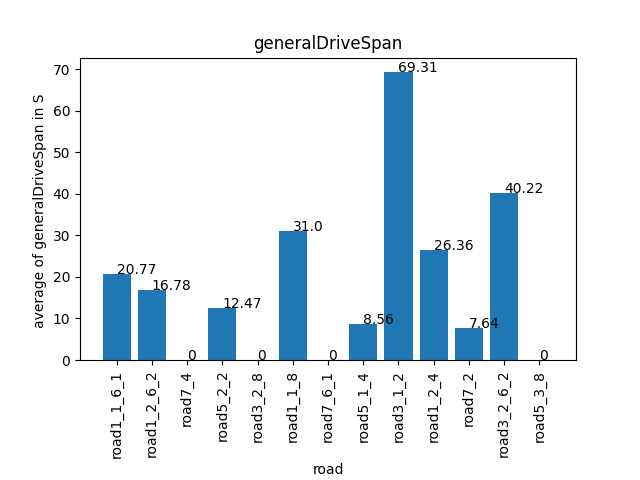 generalDriveSpan
average of generalDriveSpan in S
70
60
50
40
30
20
10
0
20.77
16.78
0
12.47
0
31.0
0
8.56
69.31
26.36
7.64
40.22
0
road1_1_6_1
road1_2_6_2
road7_4
road5_2_2
road3_2_8
road1_1_8
road7_6_1
road5_1_4
road3_1_2
road1_2_4
road7_2
road3_2_6_2
road5_3_8
road